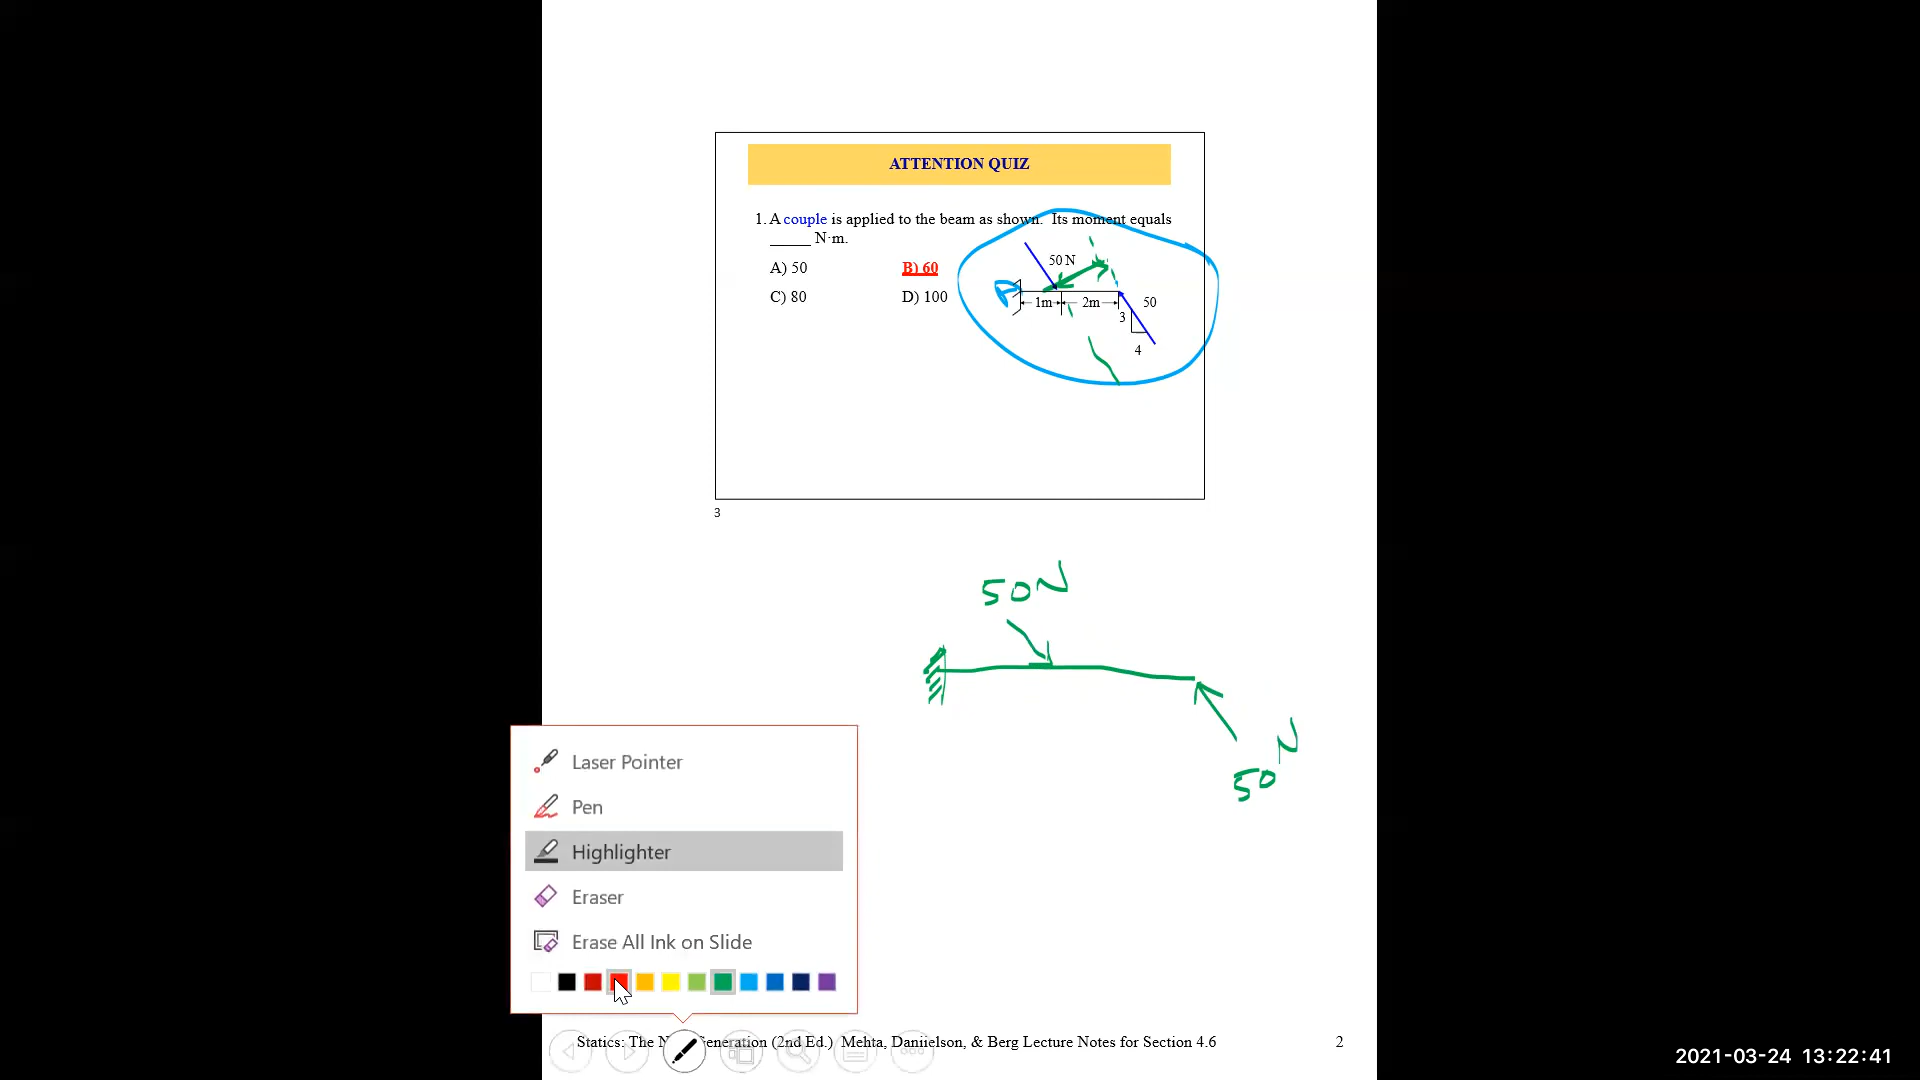 ATTENTION QUIZ
1. A couple is applied to the beam as shown. Its moment equals
_____ N·m.
A) 50
B) 60
C) 80
D) 100
50 N
A
1m
2m
50
3
4
3
50N
50N
Laser Pointer
Pen
Highlighter
Eraser
Erase All Ink on Slide
Statics: The N eneration (2nd Ed.) Mehta, Daniielson, & Berg Lecture Notes for Section 4.6
2
2021-03-24 13:22:41